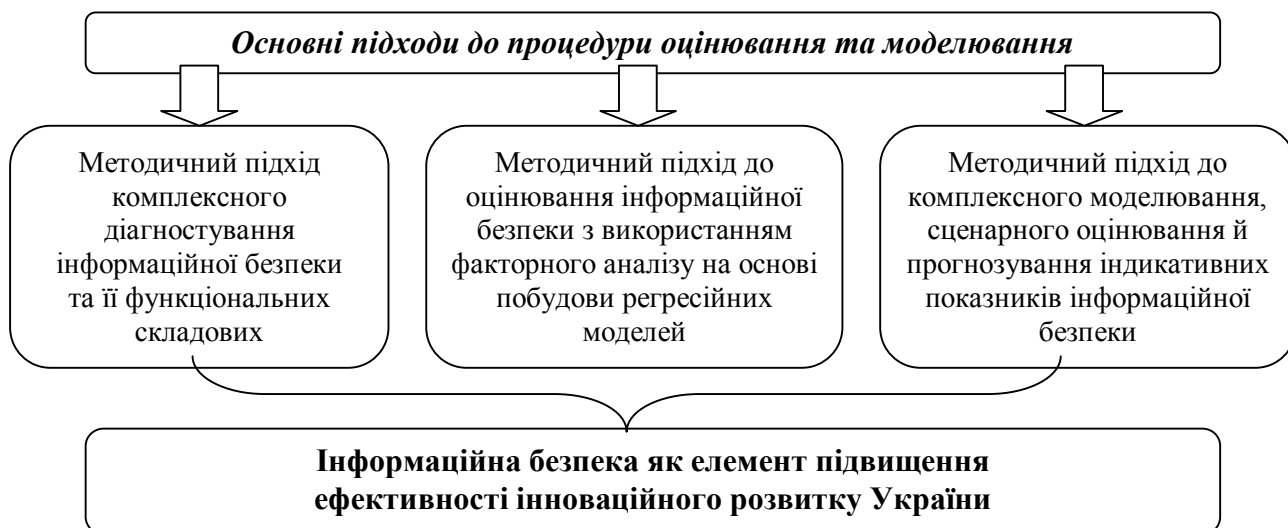 Основні підходи до процедури оцінювання та моделювання
Методичний підхід
комплексного
діагностування
інформаційної безпеки
та її функціональних
складових
Методичний підхід до
оцінювання інформаційної
безпеки з використанням
факторного аналізу на основі
побудови регресійних
моделей
Методичний підхід до
комплексного моделювання,
сценарного оцінювання й
прогнозування індикативних
показників інформаційної
безпеки
Інформаційна безпека як елемент підвищення
ефективності інноваційного розвитку України